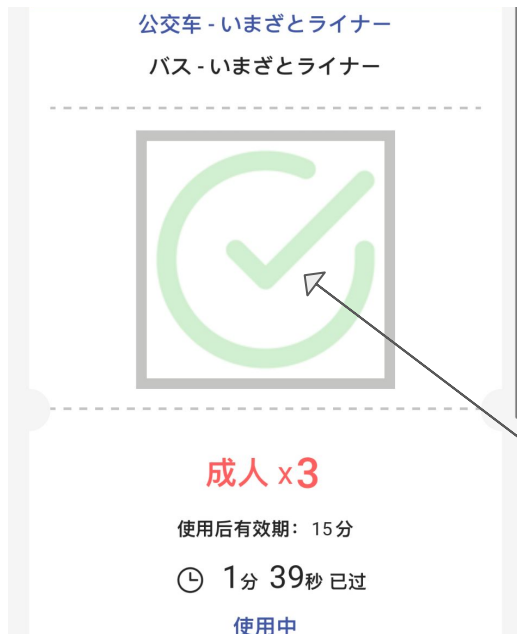 公交车 - いまざとライナー
バス - いまざとライナー
成人 x3
使用后有效期： 15分
1分 39秒 已过
使用中